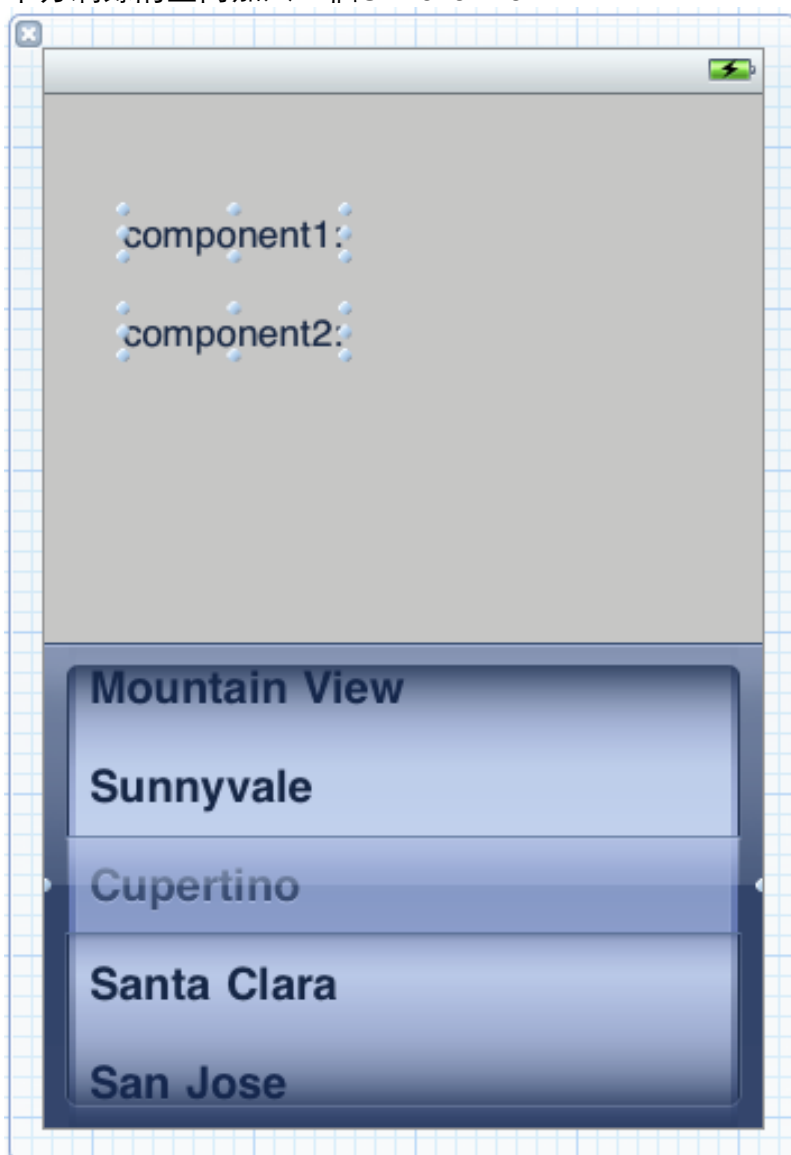 component1:
component2:
Mountain View
Sunnyvale
Cupertino
Santa Clara
San Jose